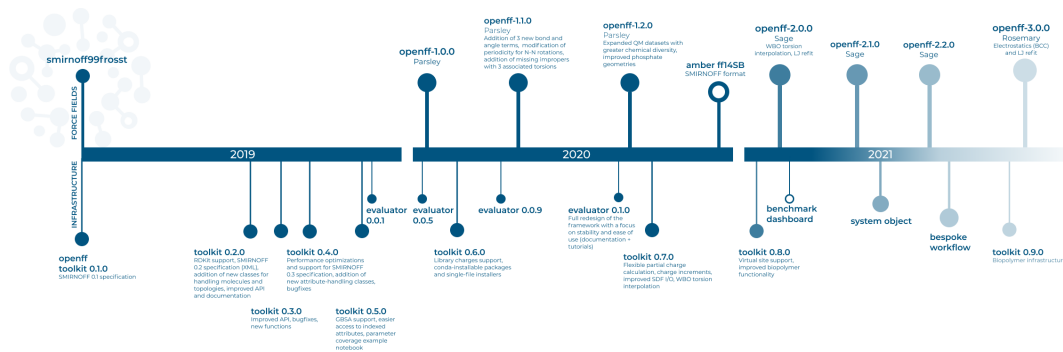 smirnoff99frosst
FORCE FIELDS
INFRASTRUCTURE
openff
toolkit 0.1.0
SMIRNOFF 0.1 specification
2019
toolkit 0.2.0
RDKit support, SMIRNOFF
0.2 specification (XML),
addition of new classes for
handling molecules and
topologies, improved API
and documentation
toolkit 0.3.0
Improved API, bugfixes,
new functions
toolkit 0.4.0
Performance optimizations
and support for SMIRNOFF
0.3 specification, addition of
new attribute-handling classes,
bugfixes
toolkit 0.5.0
GBSA support, easier
access to indexed
attributes, parameter
coverage example
notebook
evaluator
0.0.1
openff-1.0.0
Parsley
openff-1.1.0
Parsley
Addition of 3 new bond and
angle terms, modification of
periodicity for N-N rotations,
addition of missing impropers
with 3 associated torsions
openff-1.2.0
Parsley
Expanded QM datasets with
greater chemical diversity,
improved phosphate
geometries
amber ff14SB
SMIRNOFF format
2020
evaluator
0.0.5
toolkit 0.6.0
Library charges support,
conda-installable packages
and single-file installers
evaluator 0.0.9
evaluator 0.1.0
Full redesign of the
framework with a focus
on stability and ease of
use (documentation +
tutorials)
toolkit 0.7.0
Flexible partial charge
calculation, charge increments,
improved SDF I/O, WBO torsion
interpolation
openff-2.0.0
Sage
WBO torsion
interpolation, LJ refit
openff-2.1.0
Sage
openff-2.2.0
Sage
openff-3.0.0
Rosemary
Electrostatics (BCC)
and LJ refit
2021
toolkit 0.8.0
Virtual site support,
improved biopolymer
functionality
benchmark
dashboard
system object
bespoke
workflow
toolkit 0.9.0
Biopolymer infrastructure